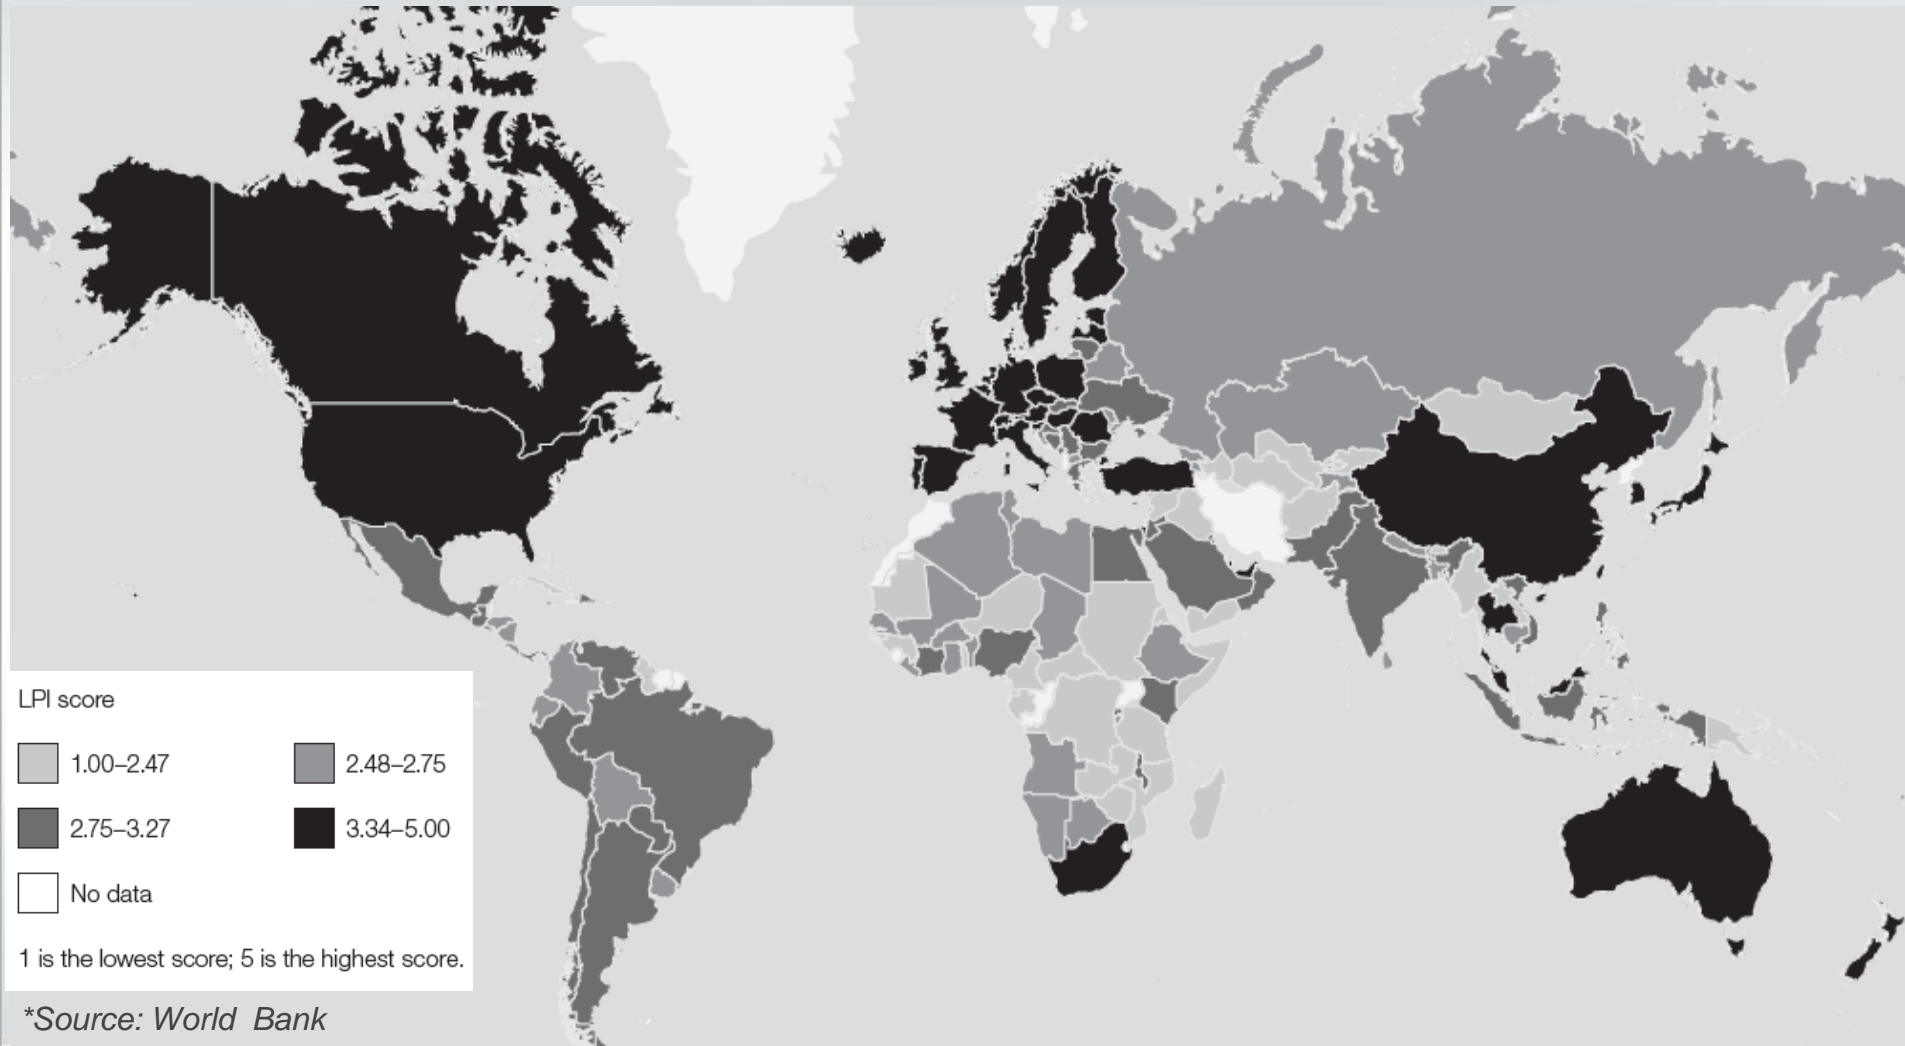 LPI score
1.00–2.47
2.48–2.75
2.75–3.27
3.34–5.00
No data
1 is the lowest score; 5 is the highest score.
*Source: World Bank